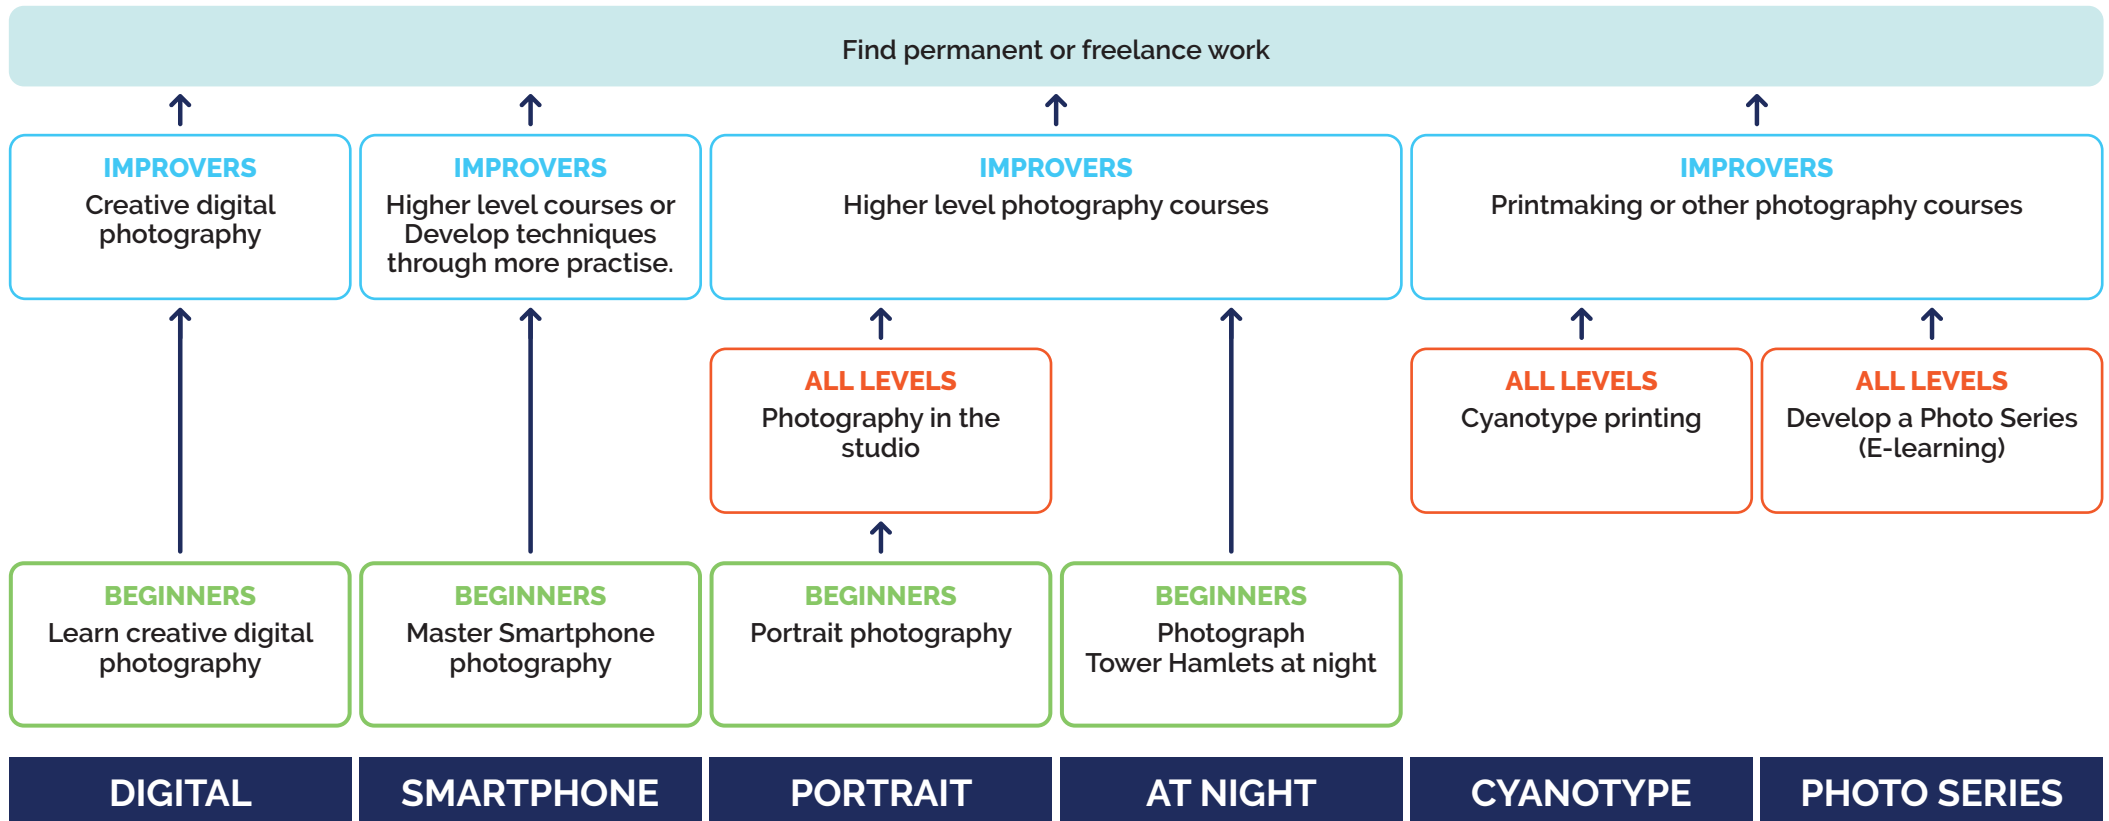 Find permanent or freelance work
IMPROVERS
Creative digital
photography
IMPROVERS
Higher level courses or
Develop techniques
through more practise.
IMPROVERS
Higher level photography courses
IMPROVERS
Printmaking or other photography courses
ALL LEVELS
Photography in the
studio
ALL LEVELS
Cyanotype printing
ALL LEVELS
Develop a Photo Series
(E-learning)
BEGINNERS
Learn creative digital
photography
BEGINNERS
Master Smartphone
photography
BEGINNERS
Portrait photography
BEGINNERS
Photograph
Tower Hamlets at night
DIGITAL
SMARTPHONE
PORTRAIT
AT NIGHT
CYANOTYPE
PHOTO SERIES